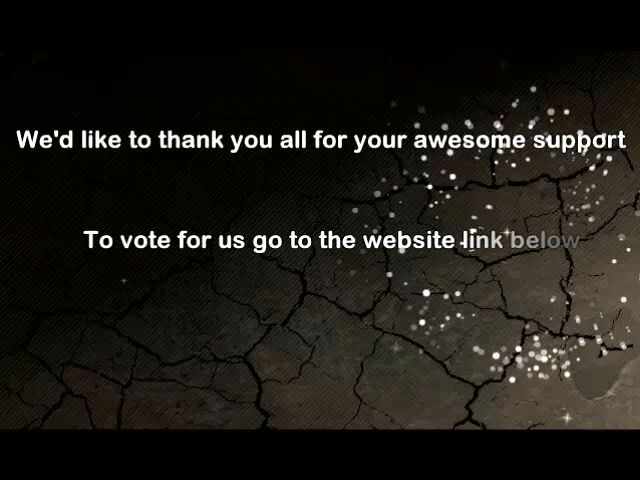 We'd like to thank you all for your awesome support
To vote for us go to the website link below